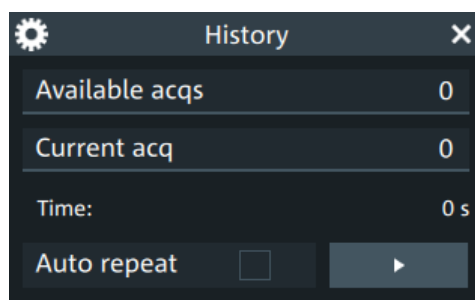 History
Available acqs 0
Current acq 0
Time: 0 s
Auto repeat